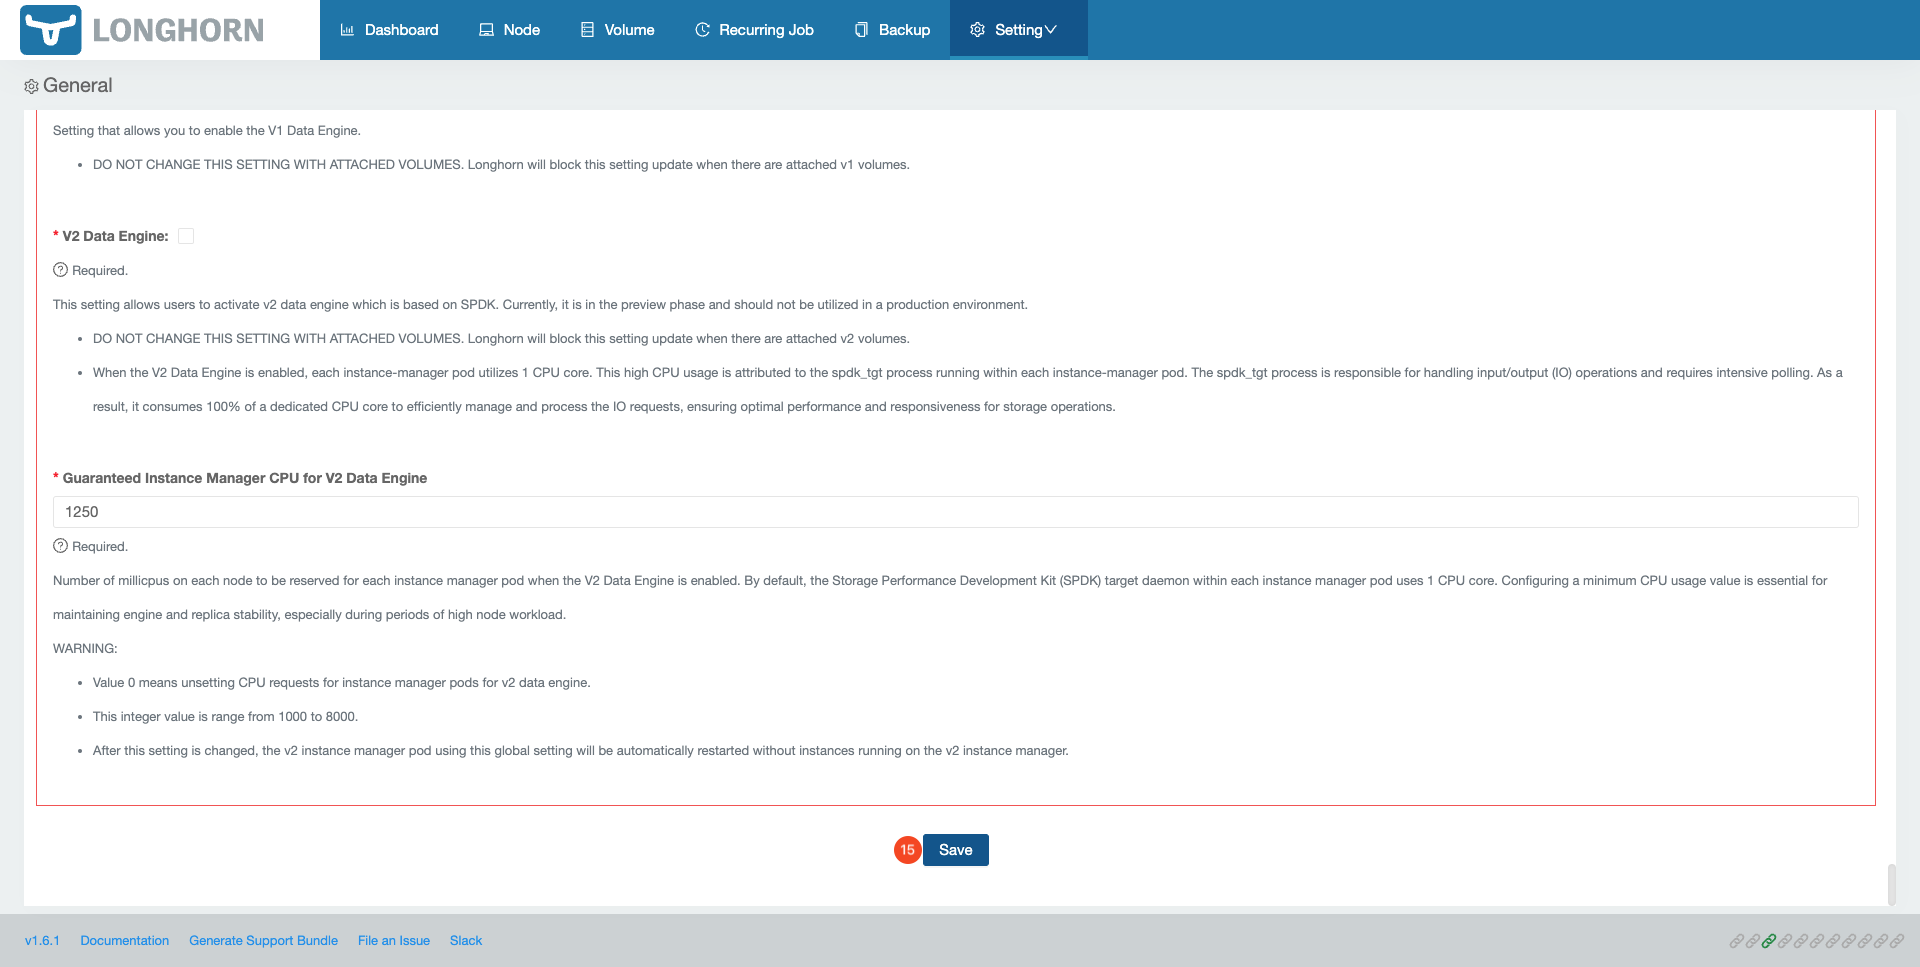 LONGHORN
Dashboard
Node
Volume
Recurring Job
Backup
Setting
General
Setting that allows you to enable the V1 Data Engine.
• DO NOT CHANGE THIS SETTING WITH ATTACHED VOLUMES. Longhorn will block this setting update when there are attached v1 volumes.
* V2 Data Engine:
? Required.
This setting allows users to activate v2 data engine which is based on SPDK. Currently, it is in the preview phase and should not be utilized in a production environment.
• DO NOT CHANGE THIS SETTING WITH ATTACHED VOLUMES. Longhorn will block this setting update when there are attached v2 volumes.
• When the V2 Data Engine is enabled, each instance-manager pod utilizes 1 CPU core. This high CPU usage is attributed to the spdk_tgt process running within each instance-manager pod. The spdk_tgt process is responsible for handling input/output (IO) operations and requires intensive polling. As a
result, it consumes 100% of a dedicated CPU core to efficiently manage and process the IO requests, ensuring optimal performance and responsiveness for storage operations.
* Guaranteed Instance Manager CPU for V2 Data Engine
1250
? Required.
Number of millicpus on each node to be reserved for each instance manager pod when the V2 Data Engine is enabled. By default, the Storage Performance Development Kit (SPDK) target daemon within each instance manager pod uses 1 CPU core. Configuring a minimum CPU usage value is essential for
maintaining engine and replica stability, especially during periods of high node workload.
WARNING:
• Value 0 means unsetting CPU requests for instance manager pods for v2 data engine.
• This integer value is range from 1000 to 8000.
• After this setting is changed, the v2 instance manager pod using this global setting will be automatically restarted without instances running on the v2 instance manager.
15
Save
v1.6.1
Documentation
Generate Support Bundle
File an Issue
Slack